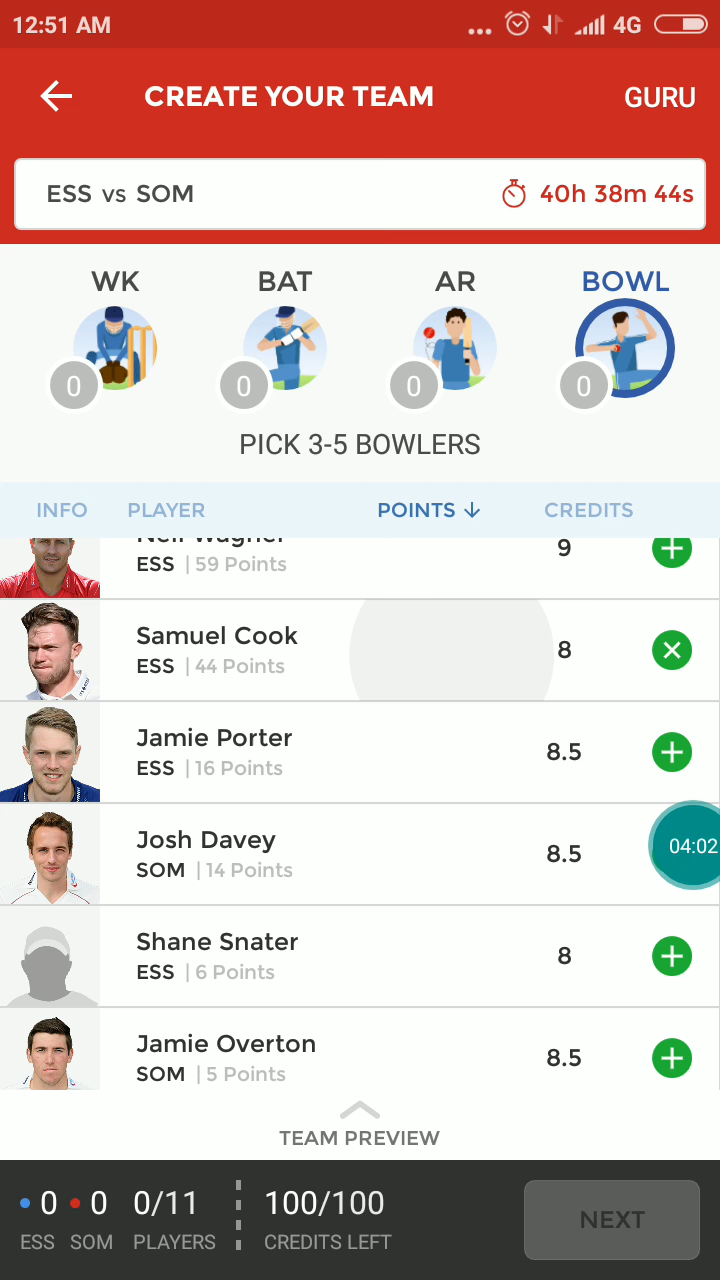 12:51 AM ... 4G
CREATE YOUR TEAM GURU
ESS vs SOM 40h 38m 44s
WK BAT AR BOWL
0 0 0 0
PICK 3-5 BOWLERS
INFO PLAYER POINTS CREDITS
Neil Wagner
ESS | 59 Points 9
Samuel Cook
ESS | 44 Points 8
Jamie Porter
ESS | 16 Points 8.5
Josh Davey
SOM | 14 Points 8.5
04:02
Shane Snater
ESS | 6 Points 8
Jamie Overton
SOM | 5 Points 8.5
TEAM PREVIEW
0 0 0/11 100/100 NEXT
ESS SOM PLAYERS CREDITS LEFT